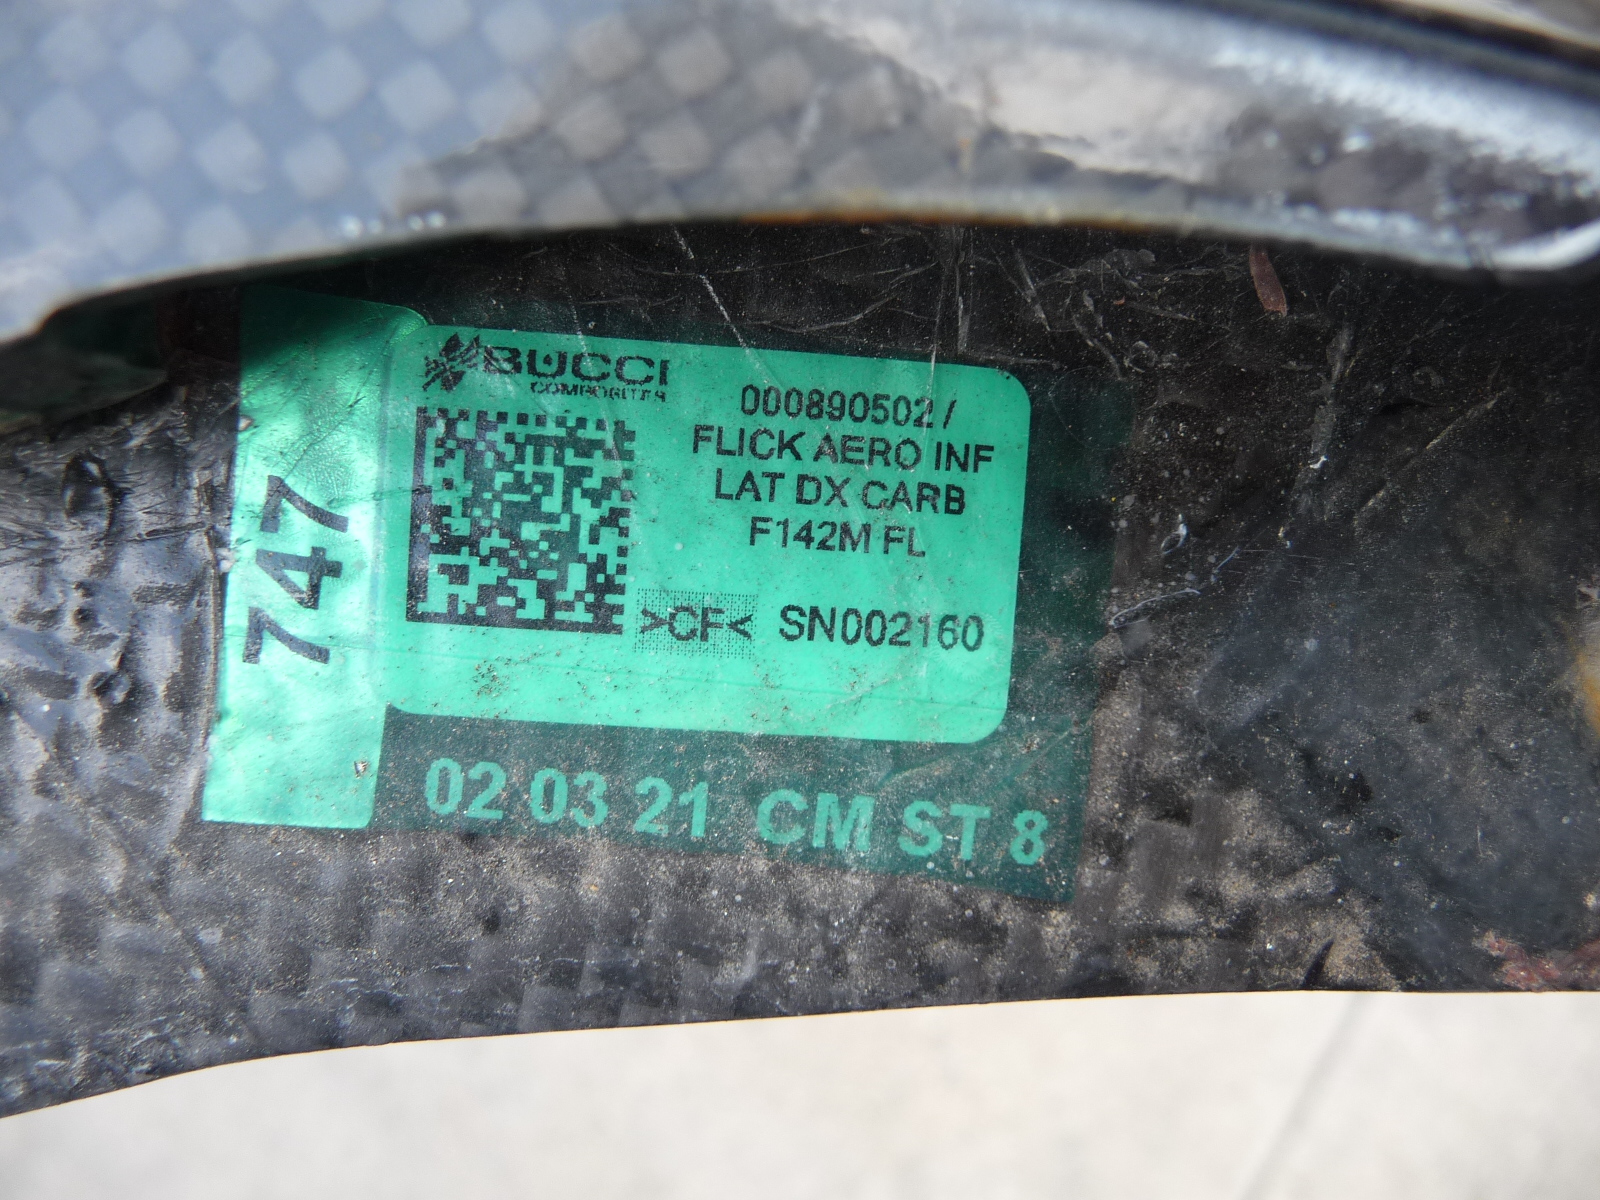 747
BUCCI
COMPOSITES
000890502/
FLICK AERO INF
LAT DX CARB
F142M FL
>CF< SN002160
02 03 21 CM ST 8